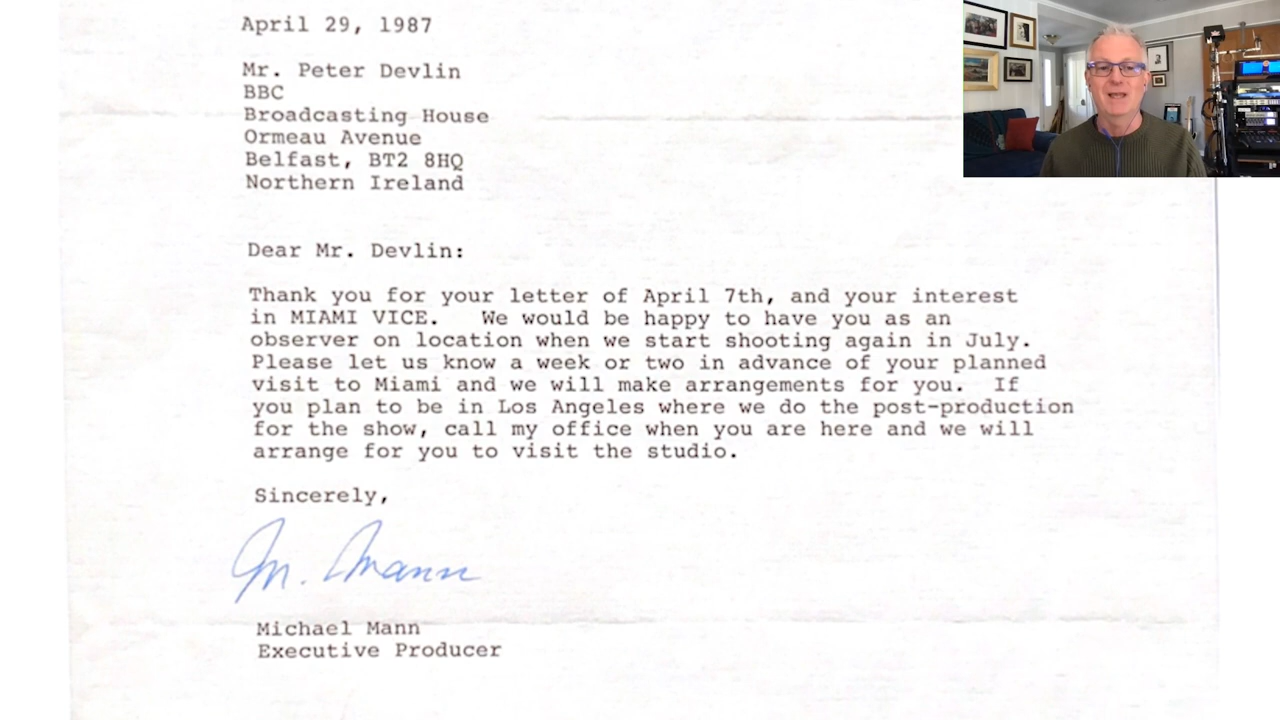 April 29, 1987
Mr. Peter Devlin
BBC
Broadcasting House
Ormeau Avenue
Belfast, BT2 8HQ
Northern Ireland
Dear Mr. Devlin:
Thank you for your letter of April 7th, and your interest
in MIAMI VICE. We would be happy to have you as an
observer on location when we start shooting again in July.
Please let us know a week or two in advance of your planned
visit to Miami and we will make arrangements for you. If
you plan to be in Los Angeles where we do the post-production
for the show, call my office when you are here and we will
arrange for you to visit the studio.
Sincerely,
M. Mann
Michael Mann
Executive Producer